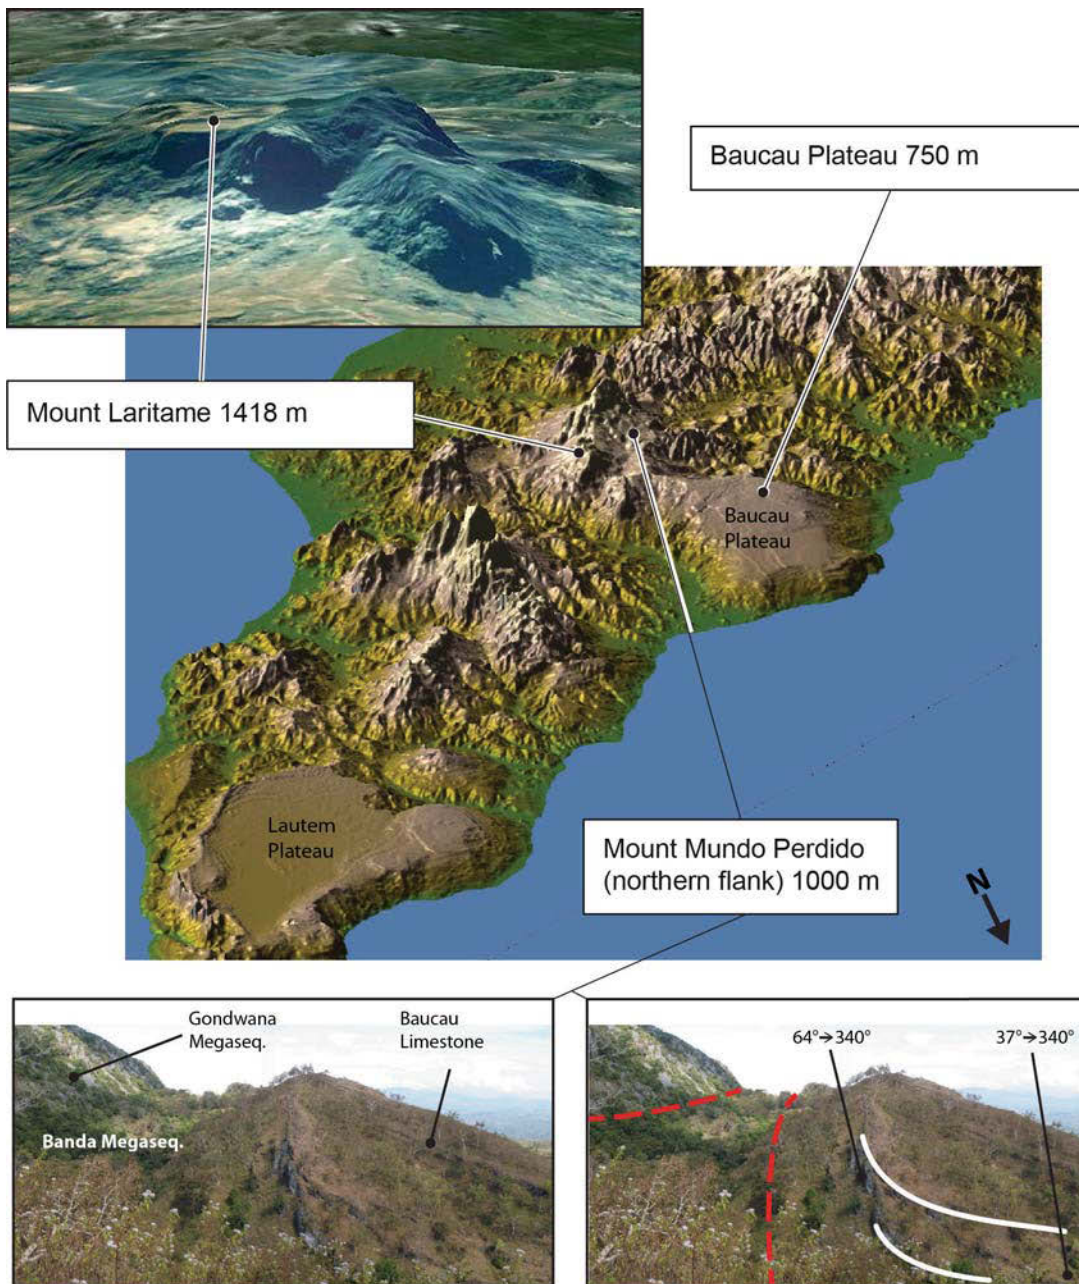 Baucau Plateau 750 m
Mount Laritame 1418 m
Baucau
Plateau
Lautem
Plateau
Mount Mundo Perdido
(northern flank) 1000 m
N
Gondwana
Megaseq.
Baucau
Limestone
Banda Megaseq.
64°→340°
37°→340°